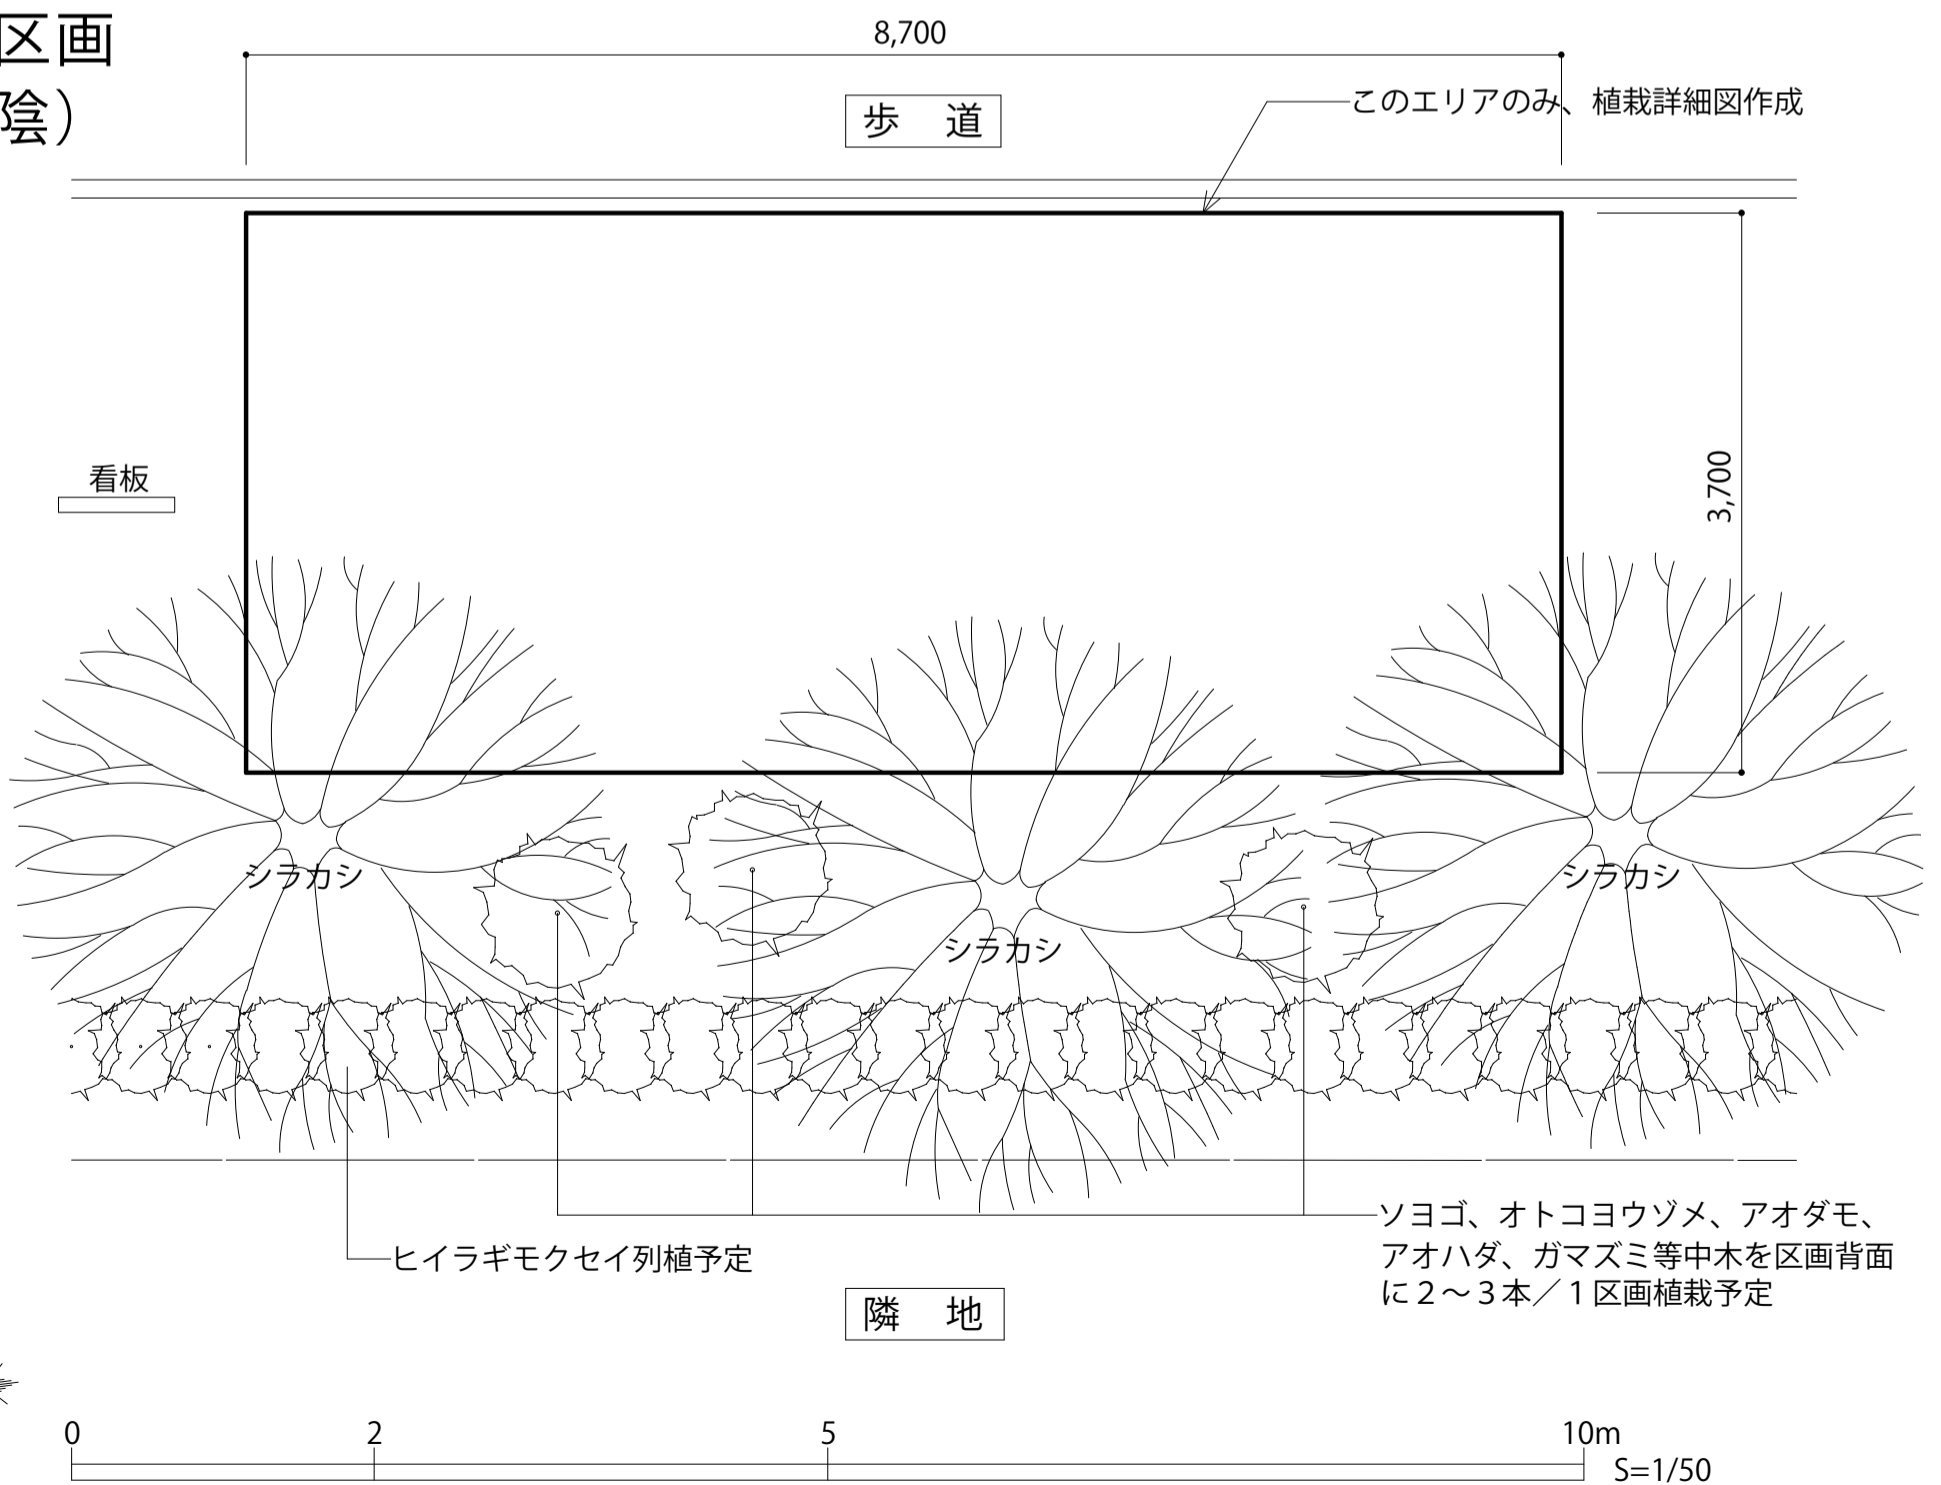 区画
陰）
8,700
歩　道
このエリアのみ、植栽詳細図作成
看板
3,700
シラカシ
シラカシ
シラカシ
ソヨゴ、オトコヨウゾメ、アオダモ、
アオハダ、ガマズミ等中木を区画背面
に２～３本／１区画植栽予定
ヒイラギモクセイ列植予定
隣　地
0 2 5 10m
S=1/50